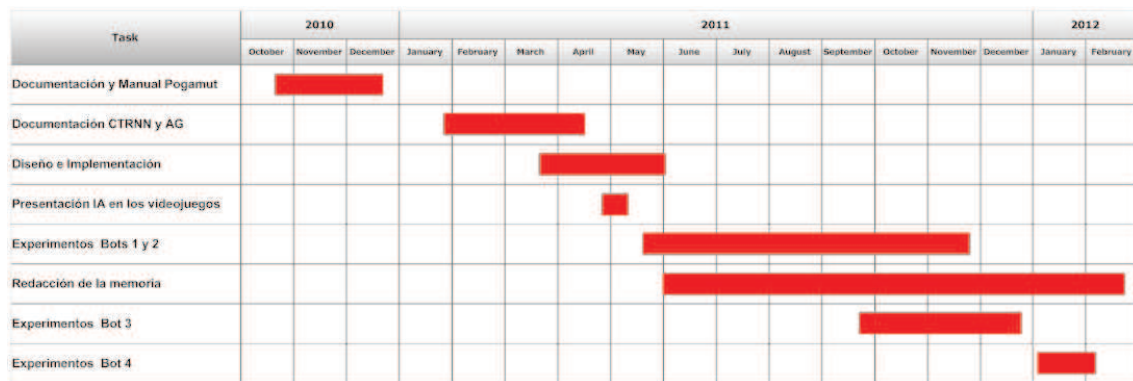 Task
2010 2011 2012
October November December January February March April May June July August September October November December January February
Documentación y Manual Pogamut
Documentación CTRNN y AG
Diseño e Implementación
Presentación IA en los videojuegos
Experimentos Bots 1 y 2
Redacción de la memoria
Experimentos Bot 3
Experimentos Bot 4